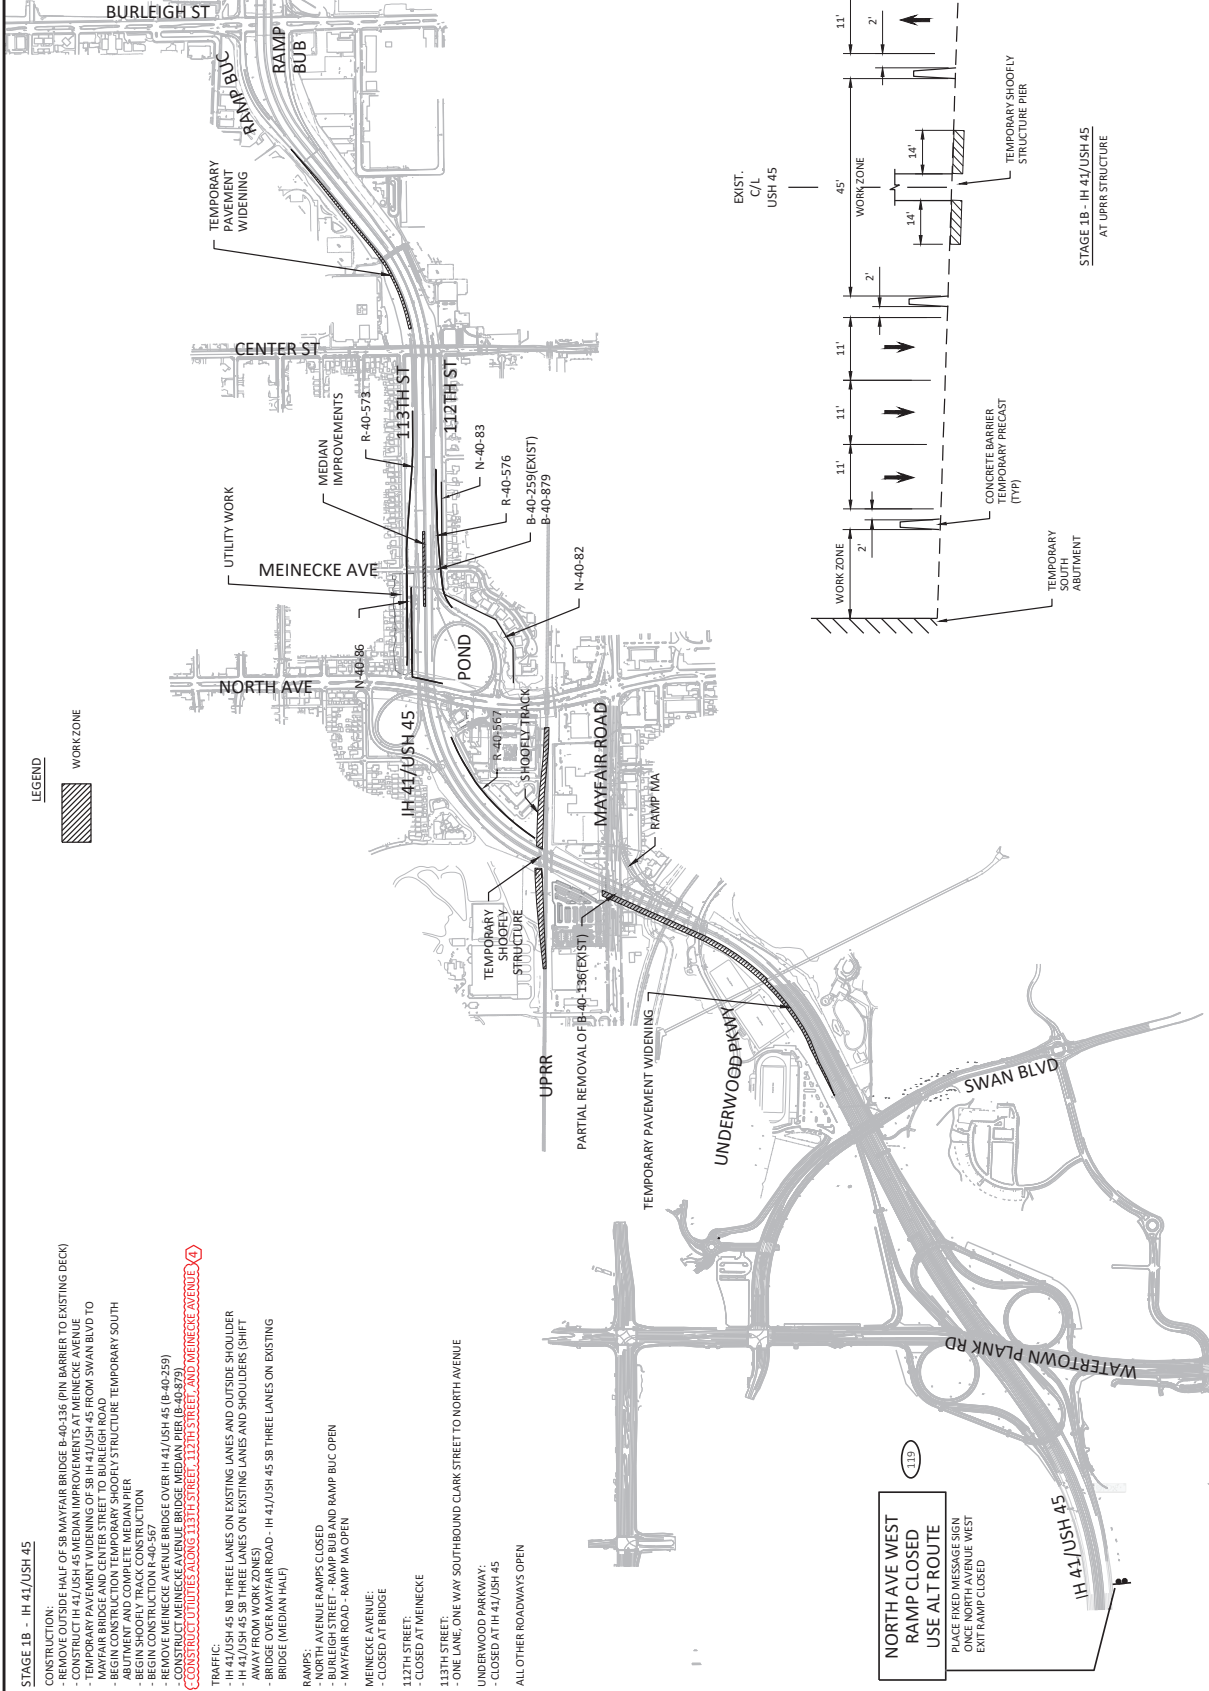 STAGE 1B - IH 41/USH 45
CONSTRUCTION:
- REMOVE OUTSIDE HALF OF SB MAYFAIR BRIDGE B-40-136 (PIN BARRIER TO EXISTING DECK)
- CONSTRUCT IH 41/USH 45 MEDIAN IMPROVEMENTS AT MEINECKE AVENUE
- TEMPORARY PAVEMENT WIDENING OF SB IH 41/USH 45 FROM SWAN BLVD TO
MAYFAIR BRIDGE AND CENTER STREET TO BURLEIGH ROAD
- BEGIN CONSTRUCTION TEMPORARY SHOOFLY STRUCTURE TEMPORARY SOUTH
ABUTMENT AND COMPLETE MEDIAN PIER
- BEGIN SHOOFLY TRACK CONSTRUCTION
- BEGIN CONSTRUCTION R-40-567
- REMOVE MEINECKE AVENUE BRIDGE OVER IH 41/USH 45 (B-40-259)
- CONSTRUCT MEINECKE AVENUE BRIDGE MEDIAN PIER (B-40-879)
- CONSTRUCT UTILITIES ALONG 113TH STREET, 112TH STREET, AND MEINECKE AVENUE 4
TRAFFIC:
- IH 41/USH 45 NB THREE LANES ON EXISTING LANES AND OUTSIDE SHOULDER
- IH 41/USH 45 SB THREE LANES ON EXISTING LANES AND SHOULDERS (SHIFT
AWAY FROM WORK ZONES)
- BRIDGE OVER MAYFAIR ROAD - IH 41/USH 45 SB THREE LANES ON EXISTING
BRIDGE (MEDIAN HALF)
RAMPS:
- NORTH AVENUE RAMPS CLOSED
- BURLEIGH STREET - RAMP BUB AND RAMP BUC OPEN
- MAYFAIR ROAD - RAMP MA OPEN
MEINECKE AVENUE:
- CLOSED AT BRIDGE
112TH STREET:
- CLOSED AT MEINECKE
113TH STREET:
- ONE LANE, ONE WAY SOUTHBOUND CLARK STREET TO NORTH AVENUE
UNDERWOOD PARKWAY:
- CLOSED AT IH 41/USH 45
ALL OTHER ROADWAYS OPEN
LEGEND
WORK ZONE
BURLEIGH ST
RAMP BUC
RAMP
BUB
TEMPORARY
PAVEMENT
WIDENING
CENTER ST
113TH ST
112TH ST
R-40-573
MEDIAN
IMPROVEMENTS
UTILITY WORK
MEINECKE AVE
N-40-83
R-40-576
B-40-259(EXIST)
B-40-879
N-40-82
N-40-86
NORTH AVE
POND
IH 41/USH 45
R-40-567
SHOOFLY TRACK
MAYFAIR ROAD
RAMP MA
TEMPORARY
SHOOFLY
STRUCTURE
UPRR
PARTIAL REMOVAL OF B-40-136(EXIST)
TEMPORARY PAVEMENT WIDENING
UNDERWOOD PKWY
SWAN BLVD
WATERTOWN PLANK RD
IH 41/USH 45
119
NORTH AVE WEST
RAMP CLOSED
USE ALT ROUTE
PLACE FIXED MESSAGE SIGN
ONCE NORTH AVENUE WEST
EXIT RAMP CLOSED
EXIST.
C/L
USH 45
WORK ZONE
2'
11'
11'
11'
2'
45'
WORK ZONE
14'
14'
2'
11'
TEMPORARY
SOUTH
ABUTMENT
CONCRETE BARRIER
TEMPORARY PRECAST
(TYP)
TEMPORARY SHOOFLY
STRUCTURE PIER
STAGE 1B - IH 41/USH 45
AT UPRR STRUCTURE